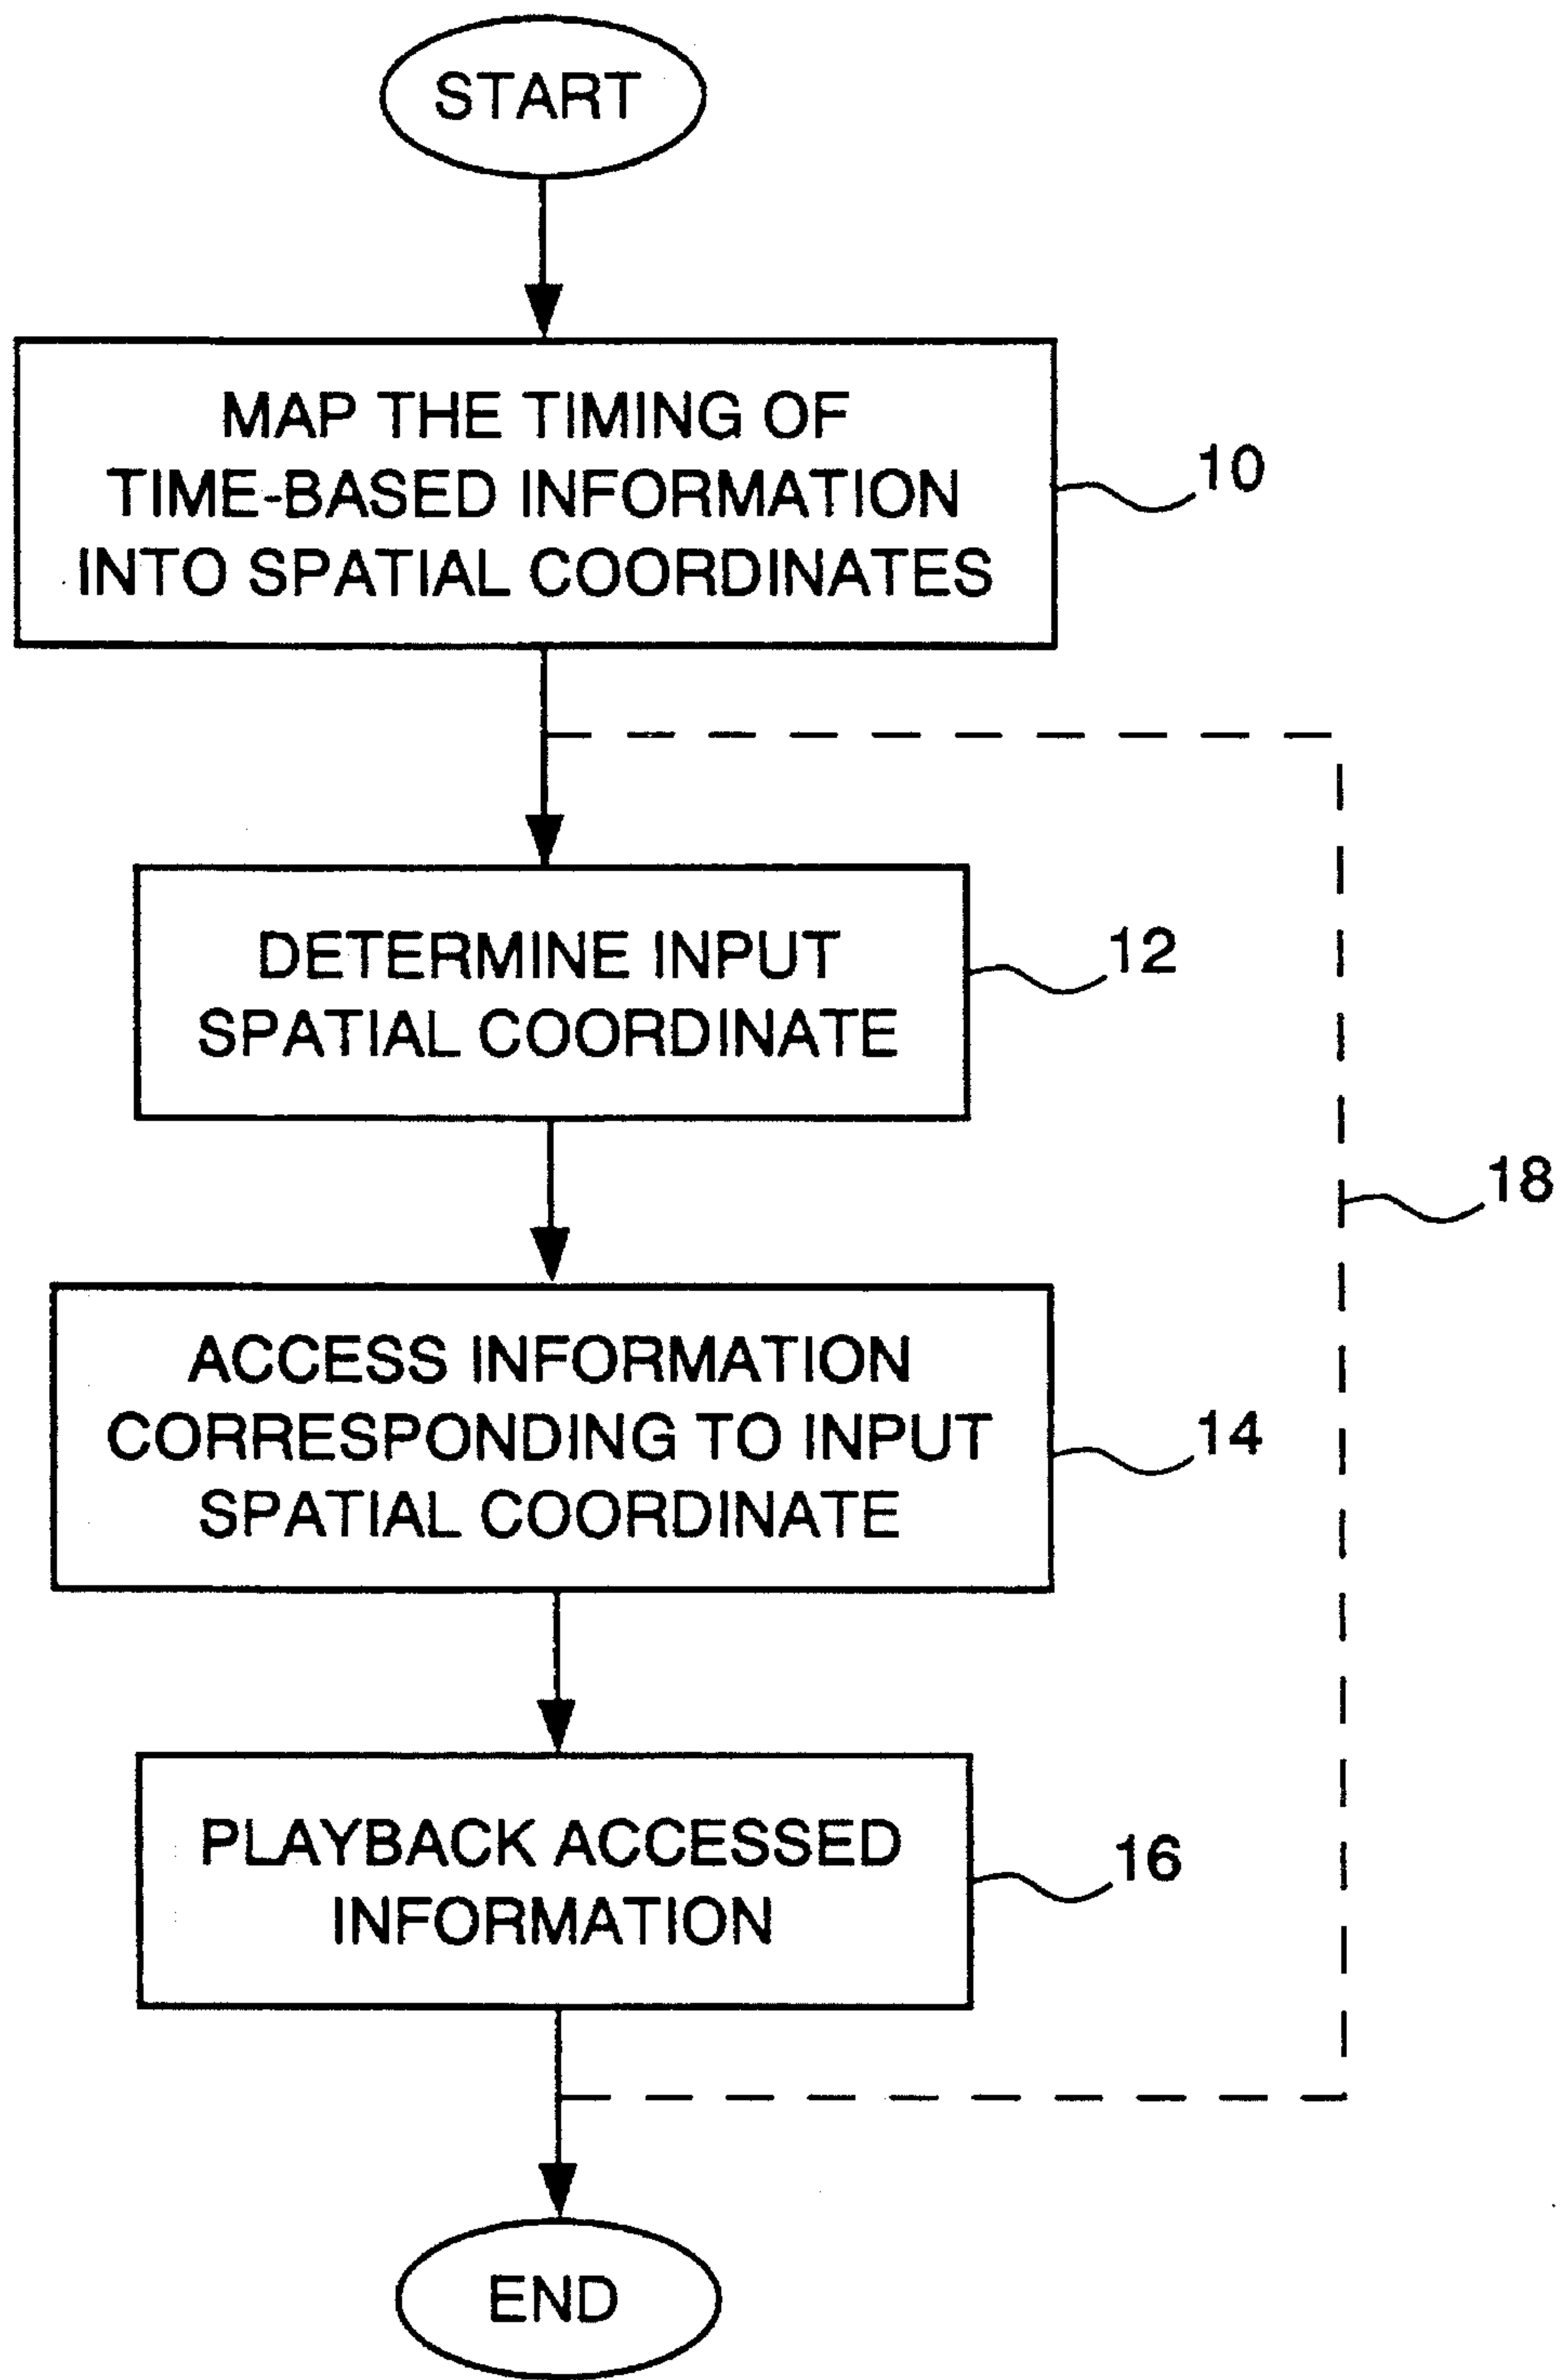 START
MAP THE TIMING OF
TIME-BASED INFORMATION
INTO SPATIAL COORDINATES
10
DETERMINE INPUT
SPATIAL COORDINATE
12
18
ACCESS INFORMATION
CORRESPONDING TO INPUT
SPATIAL COORDINATE
14
PLAYBACK ACCESSED
INFORMATION
16
END